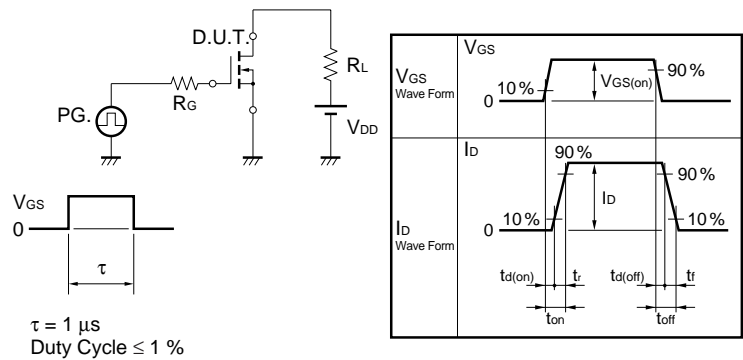 D.U.T.
RL
RG
PG.
VDD
VGS
0
τ
τ = 1 μs
Duty Cycle ≤ 1 %
VGS
Wave Form
VGS
10 %
0
VGS(on)
90 %
ID
Wave Form
ID
90 %
90 %
10 %
0
ID
10 %
td(on)
tr
td(off)
tf
ton
toff